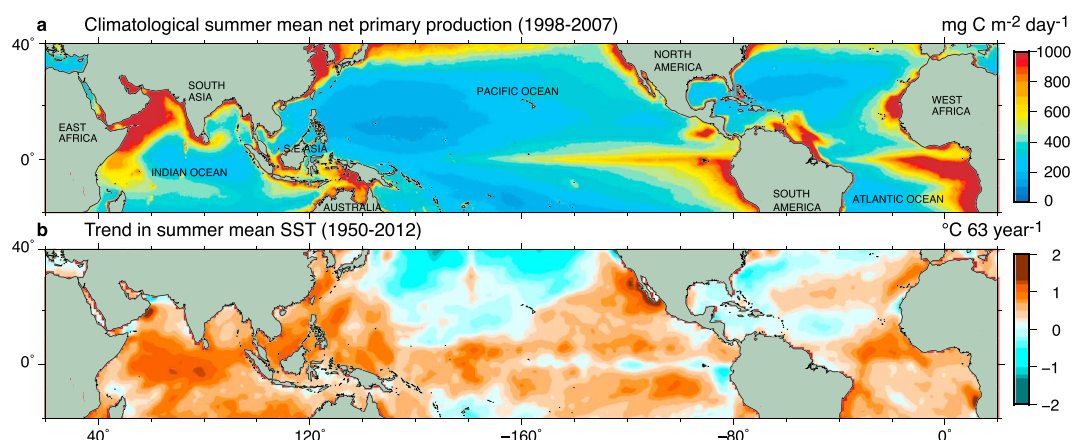 a Climatological summer mean net primary production (1998-2007) mg C m-2 day-1
40°
0°
EAST
AFRICA
SOUTH
ASIA
S.E.ASIA
INDIAN OCEAN
AUSTRALIA
PACIFIC OCEAN
NORTH
AMERICA
SOUTH
AMERICA
ATLANTIC OCEAN
WEST
AFRICA
1000
800
600
400
200
0
b Trend in summer mean SST (1950-2012) °C 63 year-1
40°
0°
2
1
0
−1
−2
40° 120° −160° −80° 0°